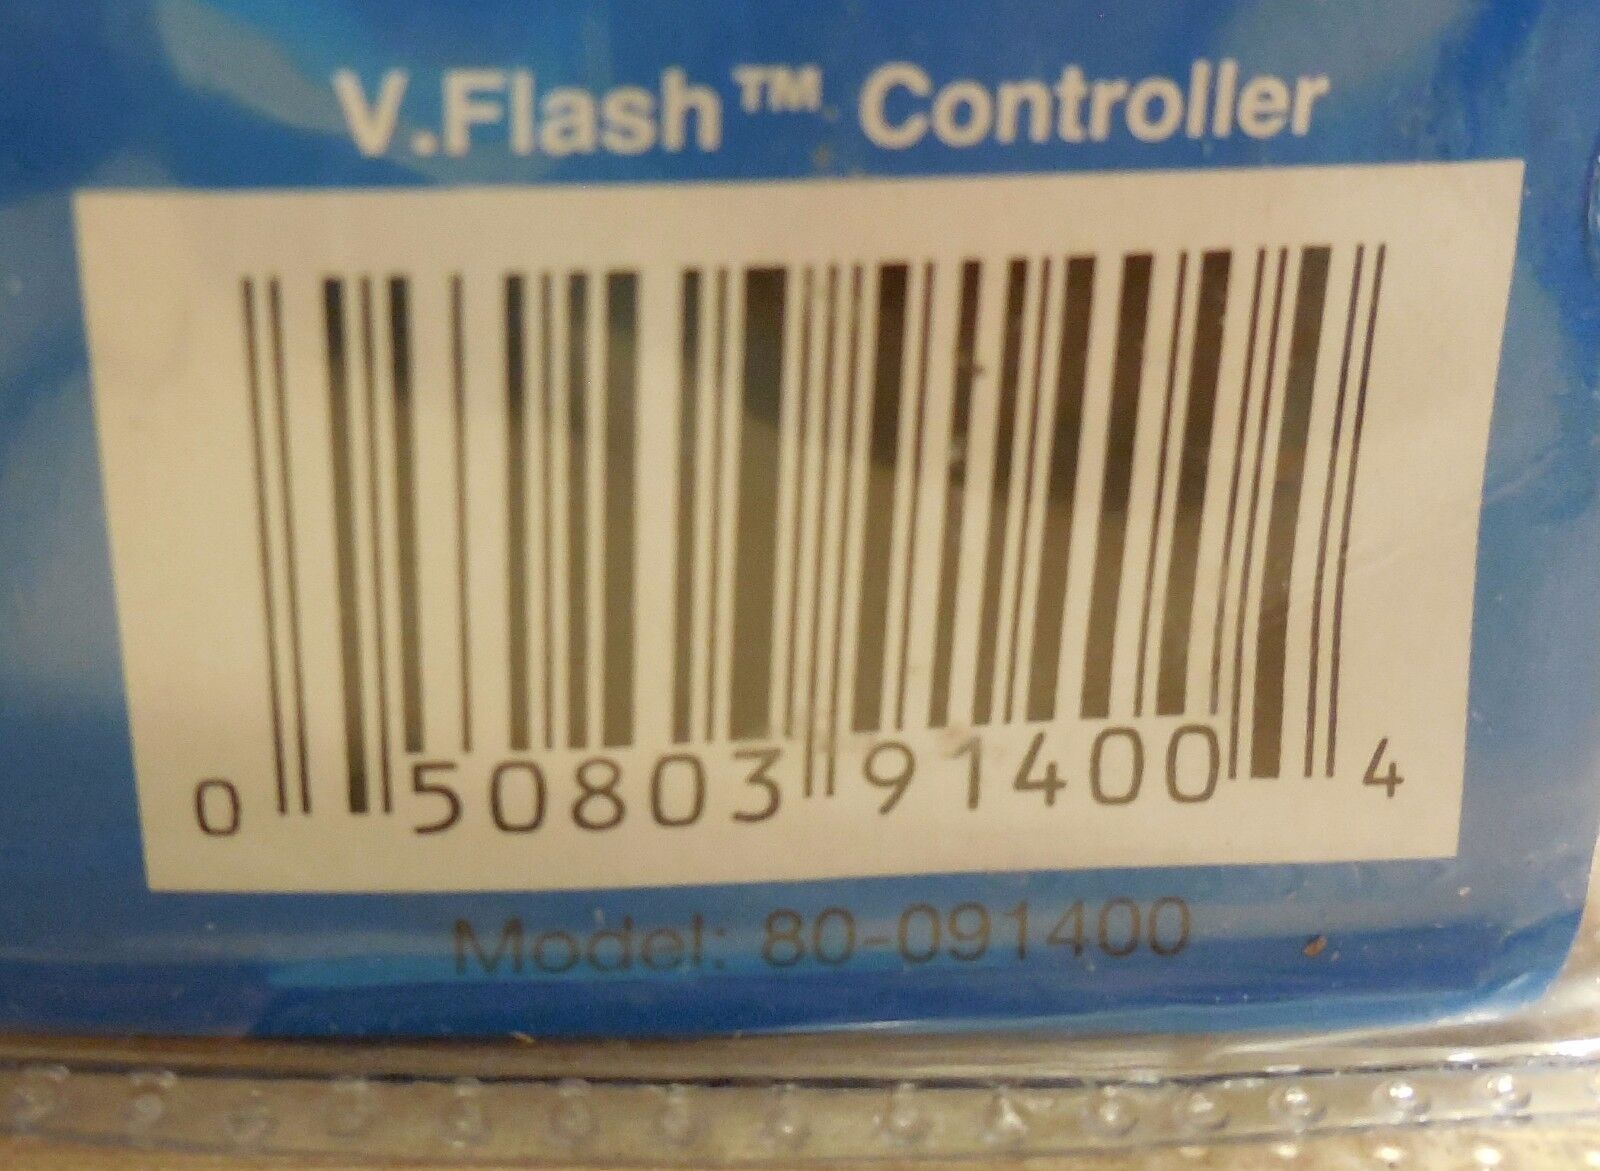 V.Flash™ Controller
0 50803 91400 4
Model: 80-091400